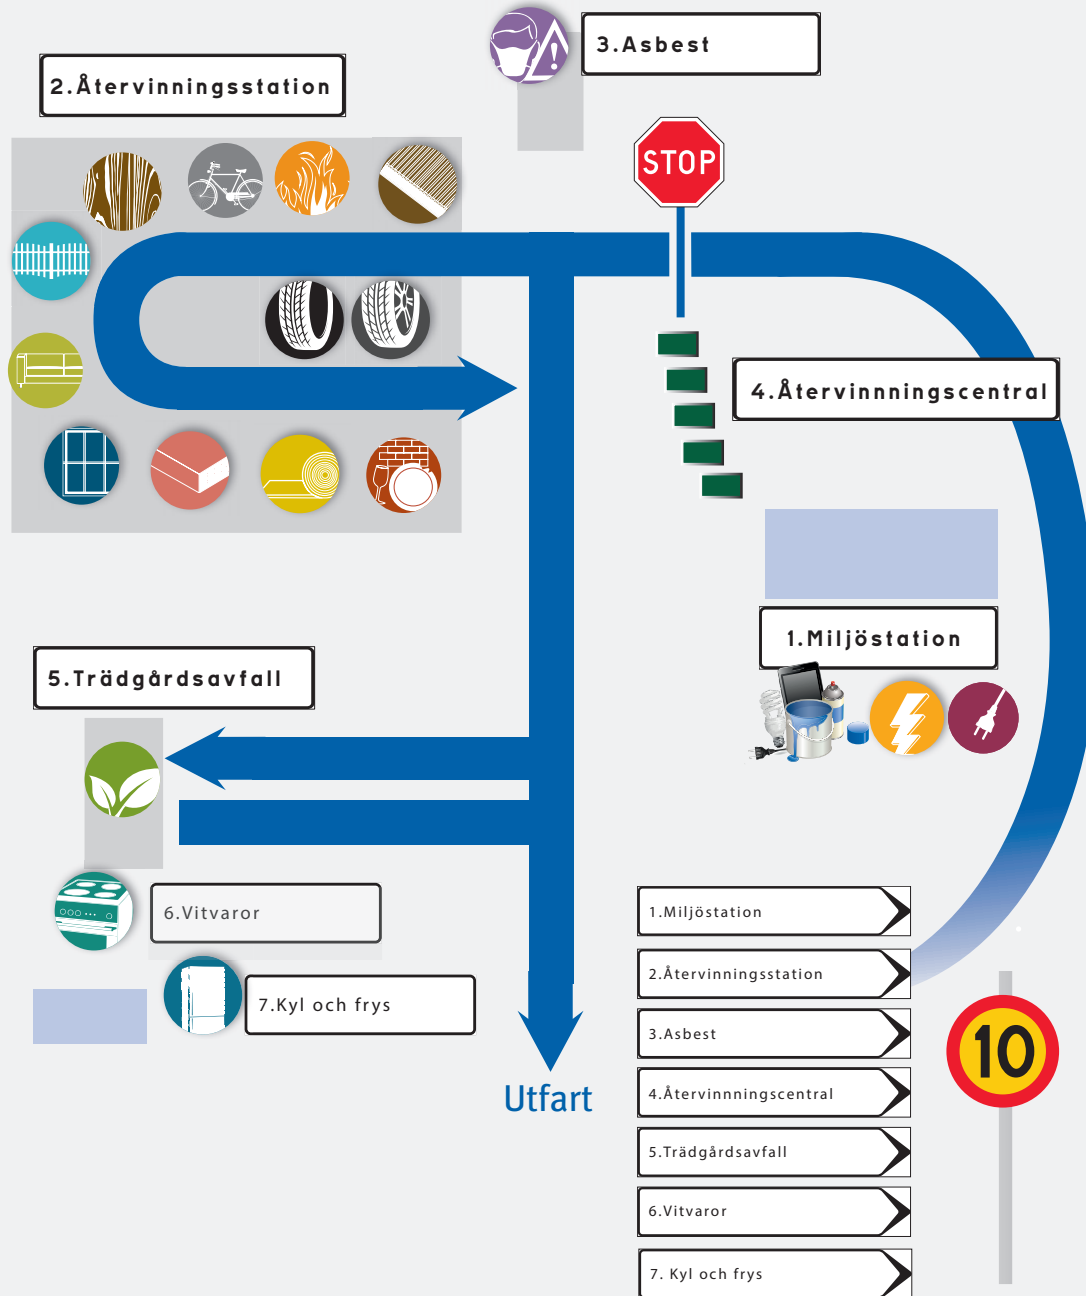 3.Asbest
2.Återvinningsstation
STOP
4.Återvinnningscentral
1.Miljöstation
5.Trädgårdsavfall
6.Vitvaror
7.Kyl och frys
Utfart
1.Miljöstation
2.Återvinningsstation
3.Asbest
4.Återvinnningscentral
5.Trädgårdsavfall
6.Vitvaror
7. Kyl och frys
10